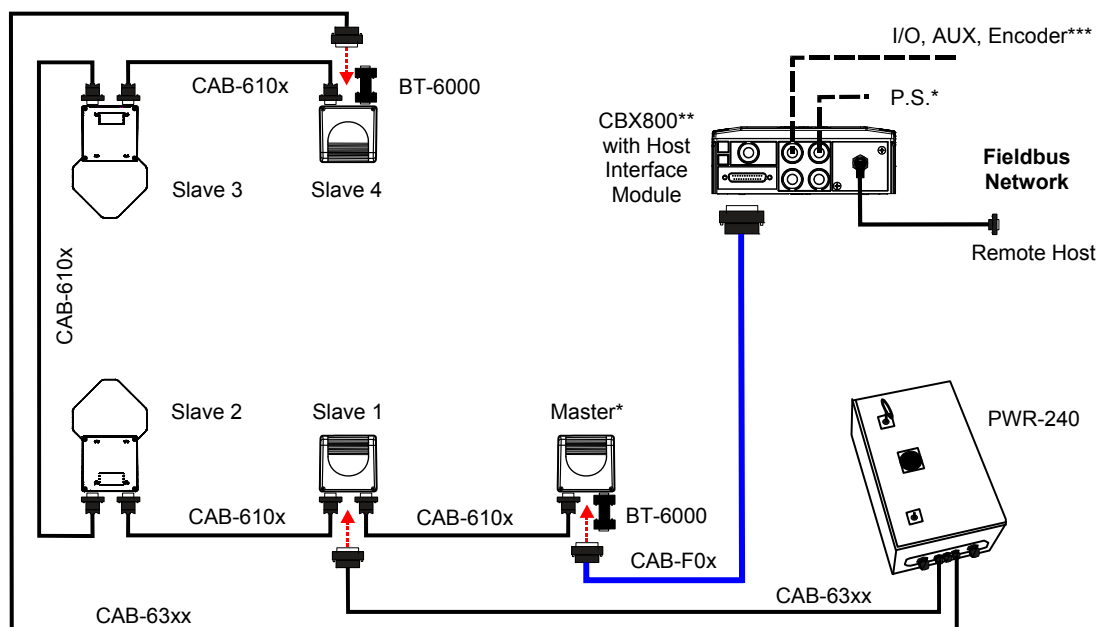 I/O, AUX, Encoder***
CAB-610x
BT-6000
P.S.*
CBX800**
with Host
Interface
Module
Fieldbus
Network
Slave 3
Slave 4
Remote Host
CAB-610x
Slave 2
Slave 1
Master*
PWR-240
CAB-610x
CAB-610x
BT-6000
CAB-F0x
CAB-63xx
CAB-63xx